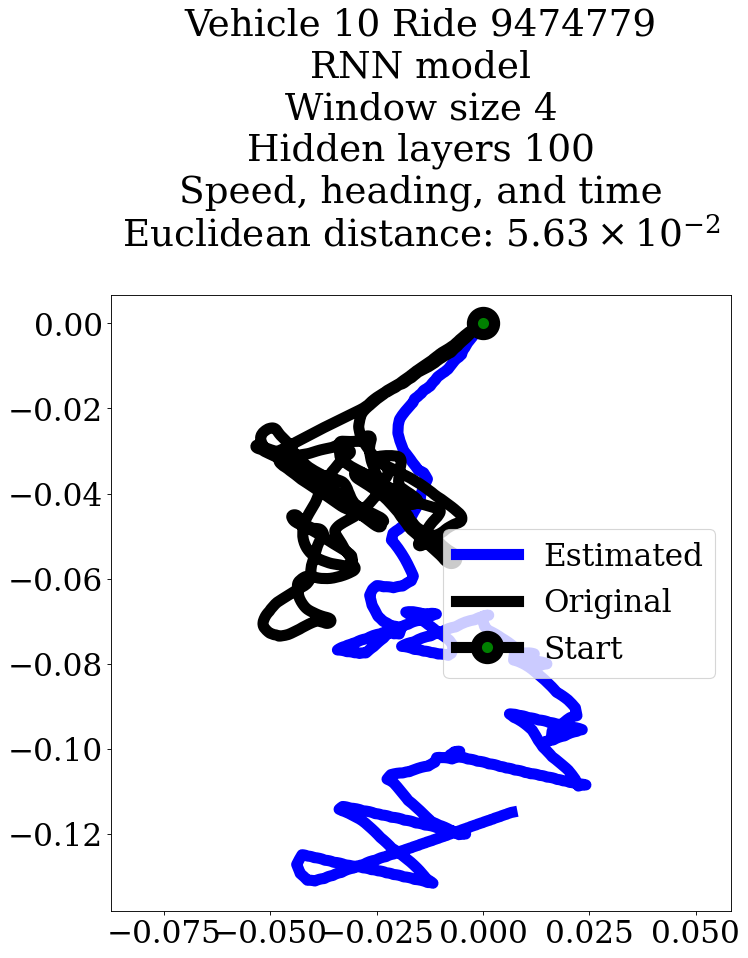 Vehicle 10 Ride 9474779
RNN model
Window size 4
Hidden layers 100
Speed, heading, and time
Euclidean distance: 5.63 × 10⁻²
0.00
−0.02
−0.04
−0.06
−0.08
−0.10
−0.12
Estimated
Original
Start
−0.075 −0.050 −0.025 0.000 0.025 0.050